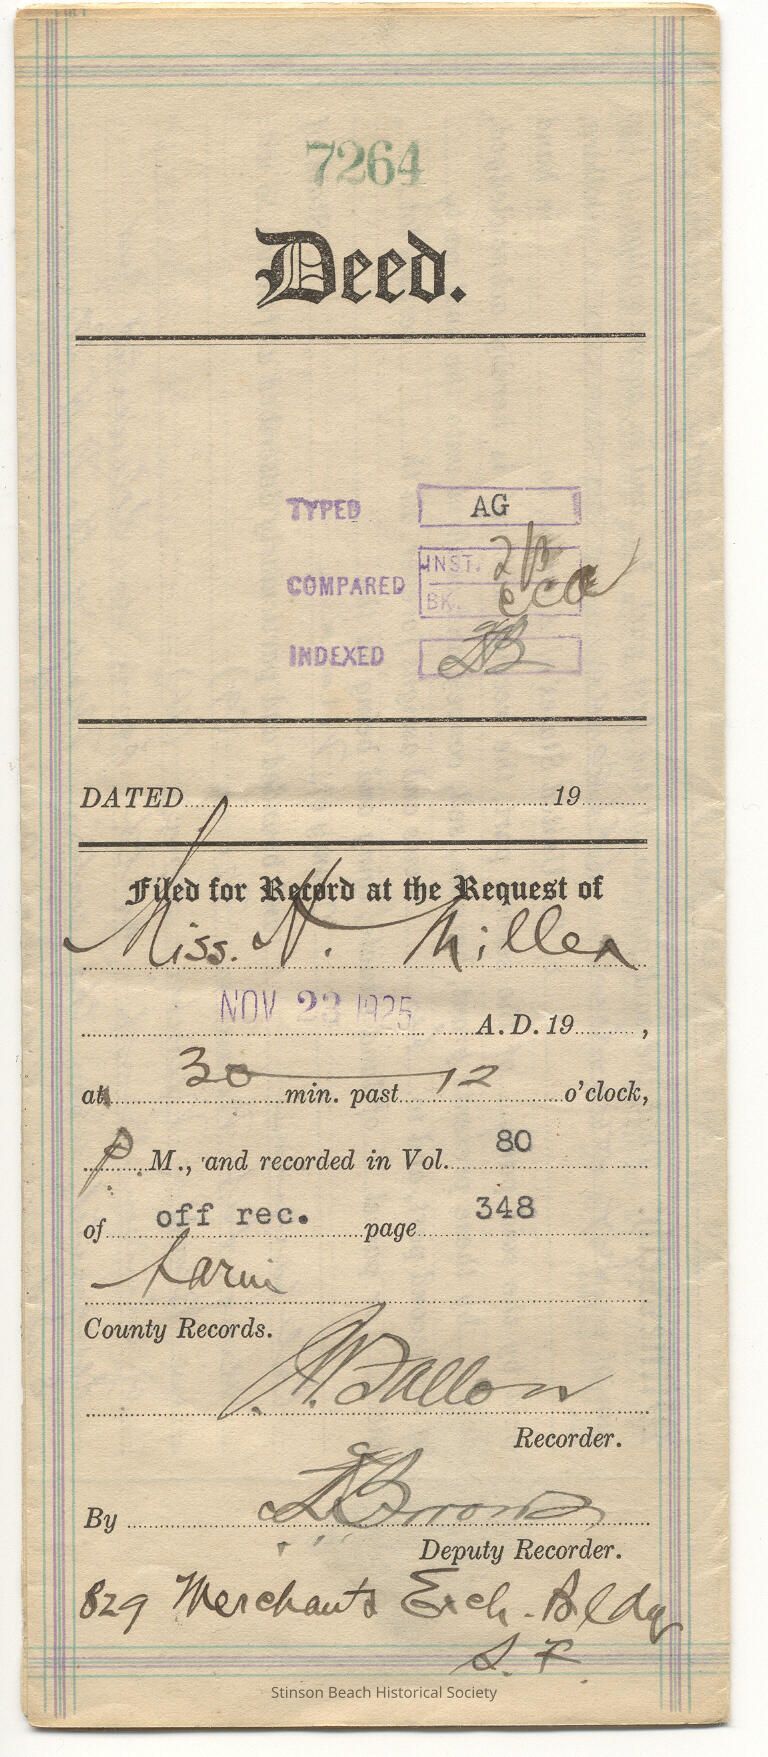 7264
Deed.
TYPED AG
COMPARED INST.
BK.
INDEXED
DATED 19
Filed for Record at the Request of
Miss. N. Miller
NOV 23 1925 A.D. 19 ,
at 30 min. past 12 o'clock,
P. M., and recorded in Vol. 80
of off rec. page 348
Marin
County Records.
Fallon
Recorder.
By
Deputy Recorder.
829 Merchants Exch. Bldg
S. F.
Stinson Beach Historical Society